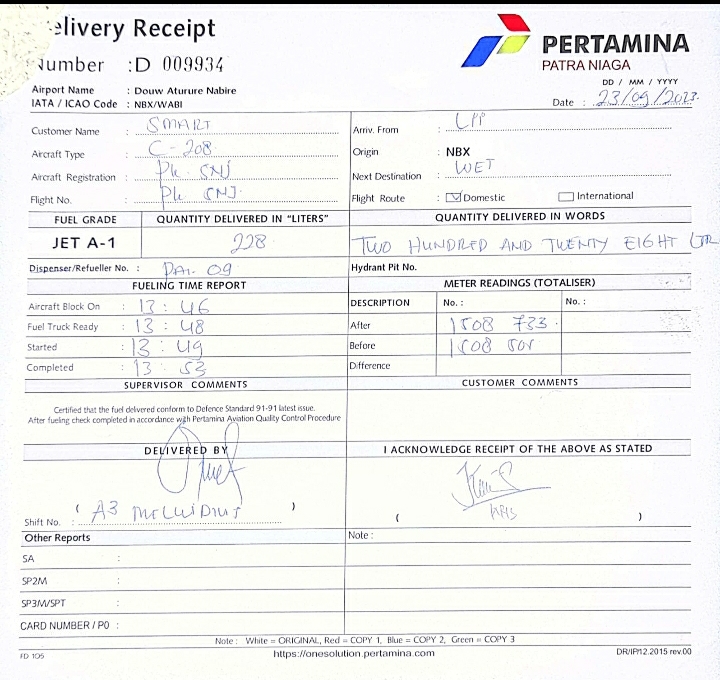 elivery Receipt
Number :D 009934
PERTAMINA
PATRA NIAGA
Airport Name : Douw Aturure Nabire
IATA / ICAO Code : NBX/WABI
DD / MM / YYYY
Date : 23/09/2023
Customer Name : SMART
Arriv. From : LPP
Aircraft Type : C-208
Origin : NBX
Aircraft Registration : Pk. SNJ
Next Destination : WET
Flight No. : Pk SNJ.
Flight Route : Domestic International
FUEL GRADE QUANTITY DELIVERED IN "LITERS" QUANTITY DELIVERED IN WORDS
JET A-1 228 TWO HUNDRED AND TWENTY EIGHT LTR
Dispenser/Refueller No. : 09
Hydrant Pit No.
FUELING TIME REPORT METER READINGS (TOTALISER)
Aircraft Block On : 13 : 46
DESCRIPTION No. : No. :
Fuel Truck Ready : 13 : 48
After 1508 733
Started : 13 : 49
Before 1508 505
Completed : 13 : 53
Difference
SUPERVISOR COMMENTS CUSTOMER COMMENTS
Certified that the fuel delivered conform to Defence Standard 91-91 latest issue.
After fueling check completed in accordance with Pertamina Aviation Quality Control Procedure
DELIVERED BY I ACKNOWLEDGE RECEIPT OF THE ABOVE AS STATED
( A3 )
Shift No. :
( )
Other Reports Note :
SA :
SP2M :
SP3M/SPT :
CARD NUMBER / PO :
Note : White = ORIGINAL, Red = COPY 1, Blue = COPY 2, Green = COPY 3
FD 105 https://onesolution.pertamina.com DR/IP/12.2015 rev.00